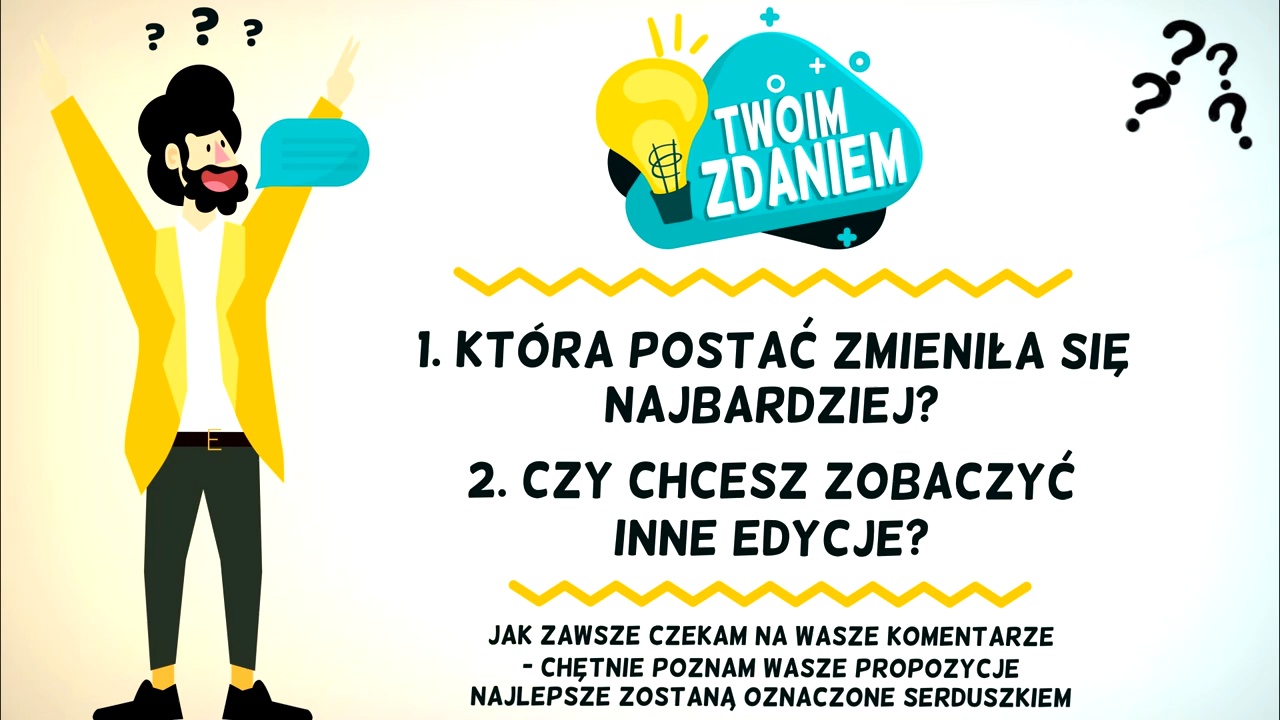 ? ? ?
? ? ? ?
TWOIM
ZDANIEM
1. KTÓRA POSTAĆ ZMIENIŁA SIĘ
NAJBARDZIEJ?
E
2. CZY CHCESZ ZOBACZYĆ
INNE EDYCJE?
JAK ZAWSZE CZEKAM NA WASZE KOMENTARZE
- CHĘTNIE POZNAM WASZE PROPOZYCJE
NAJLEPSZE ZOSTANĄ OZNACZONE SERDUSZKIEM